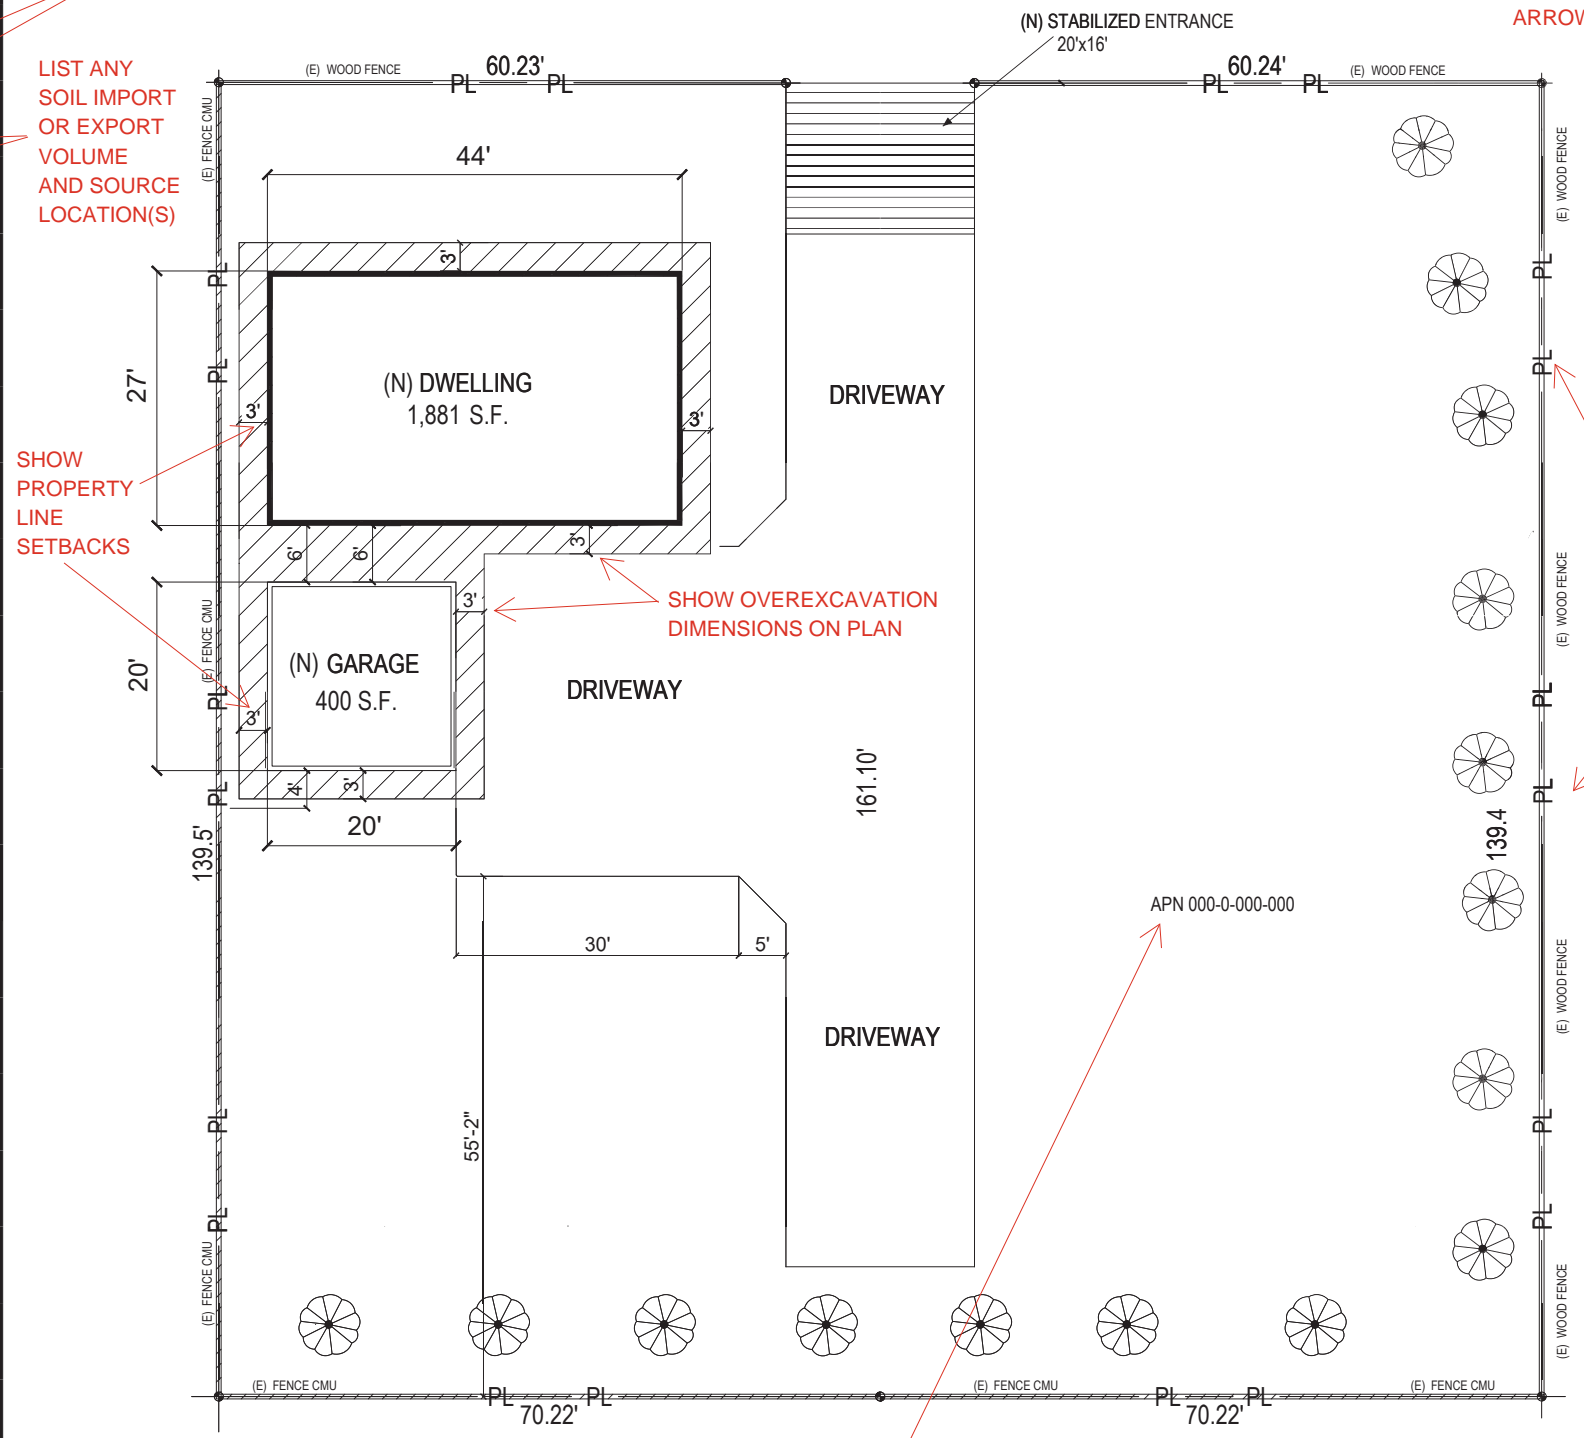 (N) STABILIZED ENTRANCE
20'x16'
ARROW
LIST ANY
SOIL IMPORT
OR EXPORT
VOLUME
AND SOURCE
LOCATION(S)
(E) WOOD FENCE
60.23'
PL
PL
60.24'
PL
PL
(E) WOOD FENCE
(E) FENCE CMU
(E) WOOD FENCE
44'
3'
PL
PL
27'
PL
PL
(N) DWELLING
1,881 S.F.
DRIVEWAY
3'
3'
SHOW
PROPERTY
LINE
SETBACKS
6'
6'
3'
SHOW OVEREXCAVATION
DIMENSIONS ON PLAN
3'
(E) FENCE CMU
(E) WOOD FENCE
20'
(N) GARAGE
400 S.F.
DRIVEWAY
PL
PL
3'
4'
3'
161.10'
PL
PL
20'
139.5'
139.4
APN 000-0-000-000
30'
5'
(E) WOOD FENCE
DRIVEWAY
55'-2"
PL
PL
PL
PL
(E) FENCE CMU
(E) WOOD FENCE
(E) FENCE CMU
PL
PL
70.22'
(E) FENCE CMU
PL
PL
70.22'
(E) FENCE CMU